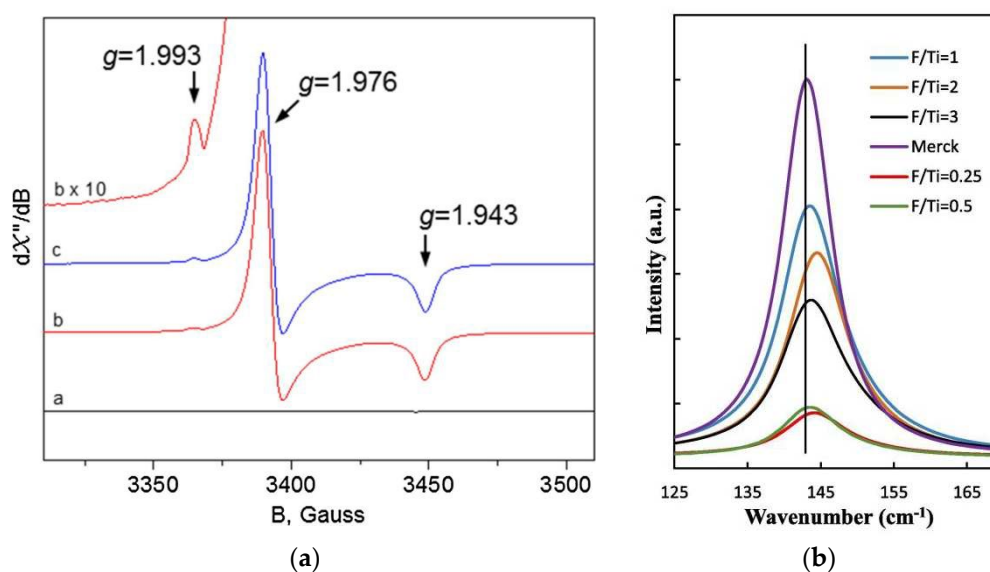 g=1.993
g=1.976
b x 10
g=1.943
c
b
a
dX"/dB
3350
3400
3450
3500
B, Gauss
(a)
F/Ti=1
F/Ti=2
F/Ti=3
Merck
F/Ti=0.25
F/Ti=0.5
Intensity (a.u.)
125
135
145
155
165
Wavenumber (cm⁻¹)
(b)